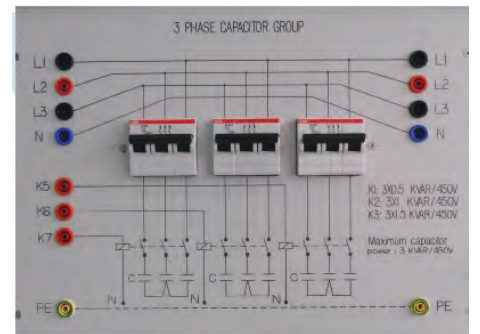 3 PHASE CAPACITOR GROUP
L1
L2
L3
N
L1
L2
L3
N
K5
K6
K7
K1: 3X0.5 KVAR/450V
K2: 3X1 KVAR/450V
K3: 3X1.5 KVAR/450V
Maximum capacitor
power : 3 KVAR/450V
C
N
C
N
C
N
PE
PE